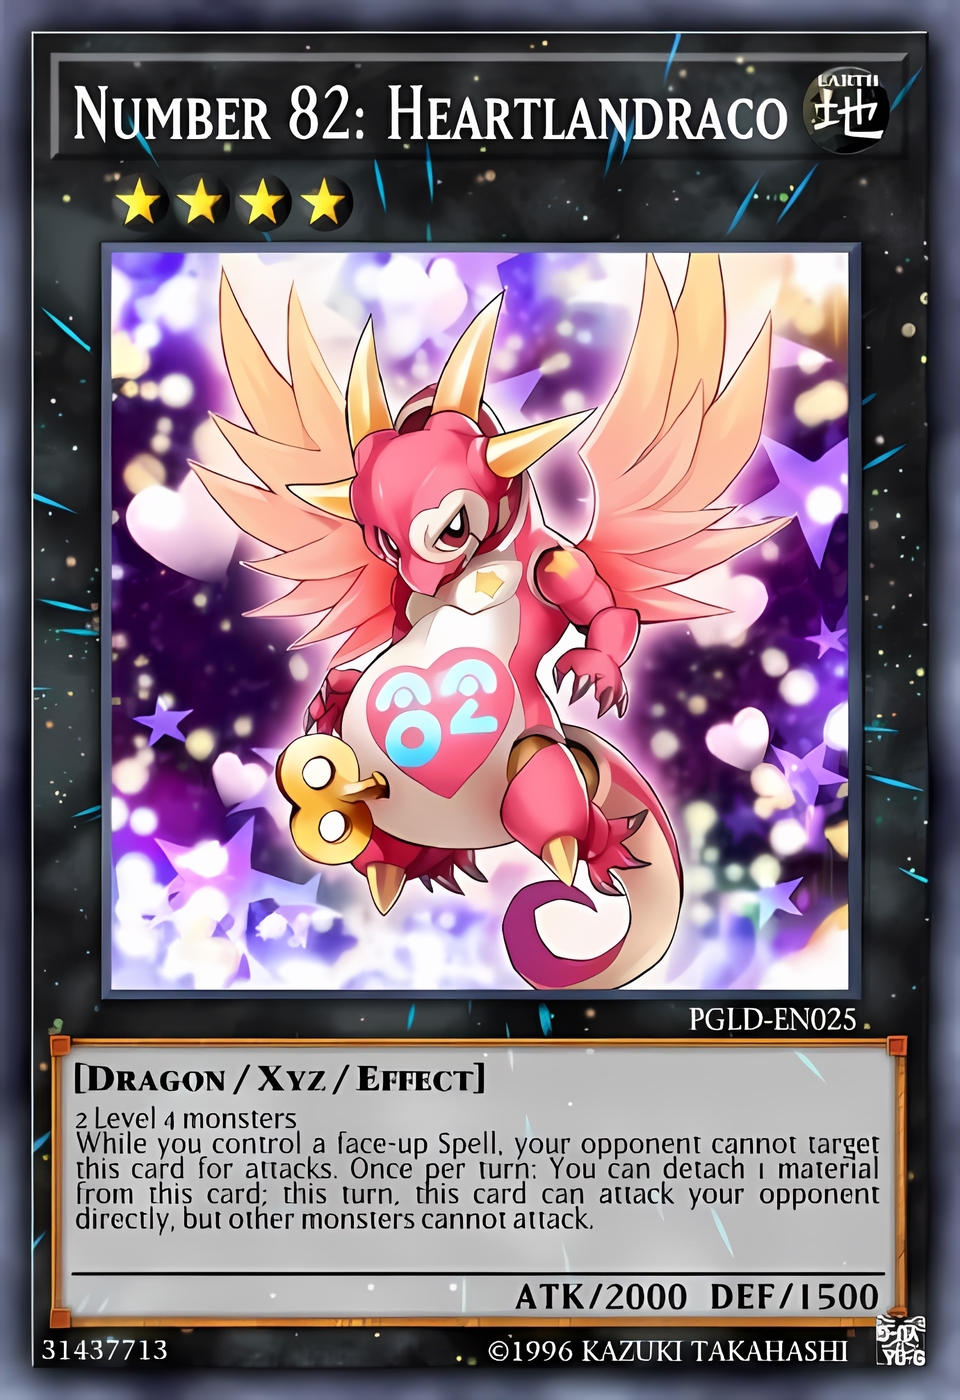 Number 82: Heartlandraco
EARTH
地
82
PGLD-EN025
[Dragon / Xyz / Effect]
2 Level 4 monsters
While you control a face-up Spell, your opponent cannot target
this card for attacks. Once per turn: You can detach 1 material
from this card; this turn, this card can attack your opponent
directly, but other monsters cannot attack.
ATK/2000 DEF/1500
31437713
©1996 KAZUKI TAKAHASHI